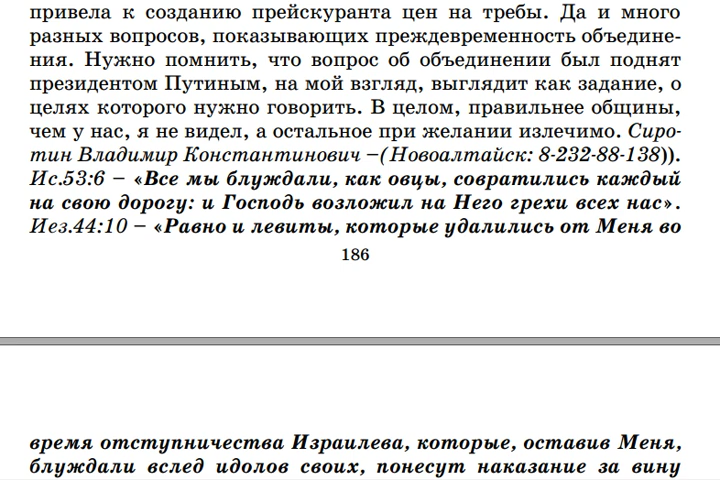 привела к созданию прейскуранта цен на требы. Да и много
разных вопросов, показывающих преждевременность объедине-
ния. Нужно помнить, что вопрос об объединении был поднят
президентом Путиным, на мой взгляд, выглядит как задание, о
целях которого нужно говорить. В целом, правильнее общины,
чем у нас, я не видел, а остальное при желании излечимо. Сиро-
тин Владимир Константинович –(Новоалтайск: 8-232-88-138)).
Ис.53:6 – «Все мы блуждали, как овцы, совратились каждый
на свою дорогу: и Господь возложил на Него грехи всех нас».
Иез.44:10 – «Равно и левиты, которые удалились от Меня во
186
время отступничества Израилева, которые, оставив Меня,
блуждали вслед идолов своих, понесут наказание за вину